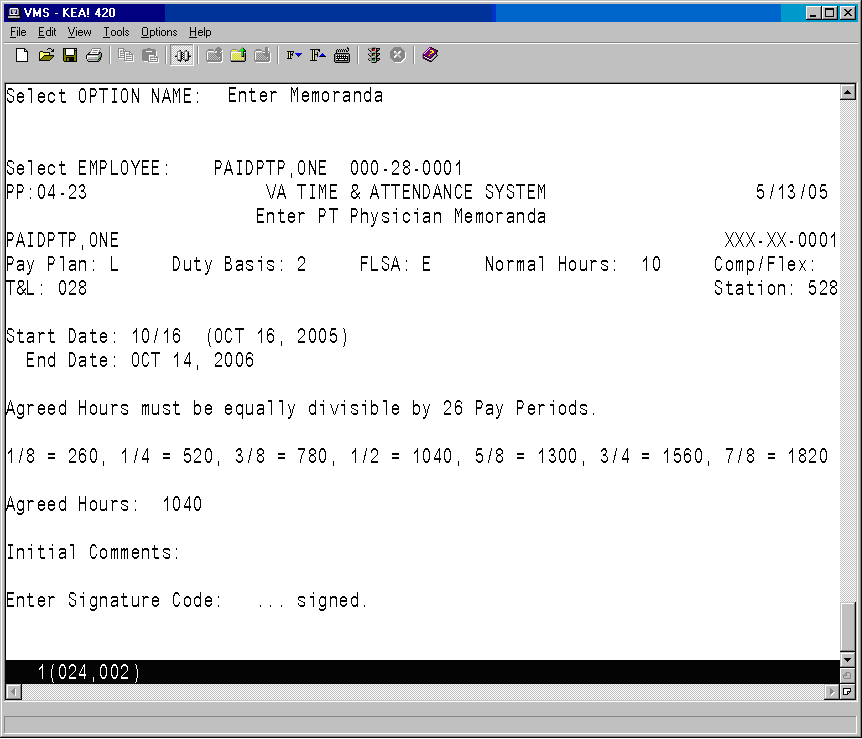 VMS - KEA! 420
File Edit View Tools Options Help
Select OPTION NAME: Enter Memoranda
Select EMPLOYEE: PAIDPTP,ONE 000-28-0001
PP:04-23 VA TIME & ATTENDANCE SYSTEM 5/13/05
Enter PT Physician Memoranda
PAIDPTP,ONE XXX-XX-0001
Pay Plan: L Duty Basis: 2 FLSA: E Normal Hours: 10 Comp/Flex:
T&L: 028 Station: 528
Start Date: 10/16 (OCT 16, 2005)
End Date: OCT 14, 2006
Agreed Hours must be equally divisible by 26 Pay Periods.
1/8 = 260, 1/4 = 520, 3/8 = 780, 1/2 = 1040, 5/8 = 1300, 3/4 = 1560, 7/8 = 1820
Agreed Hours: 1040
Initial Comments:
Enter Signature Code: ... signed.
1(024,002)